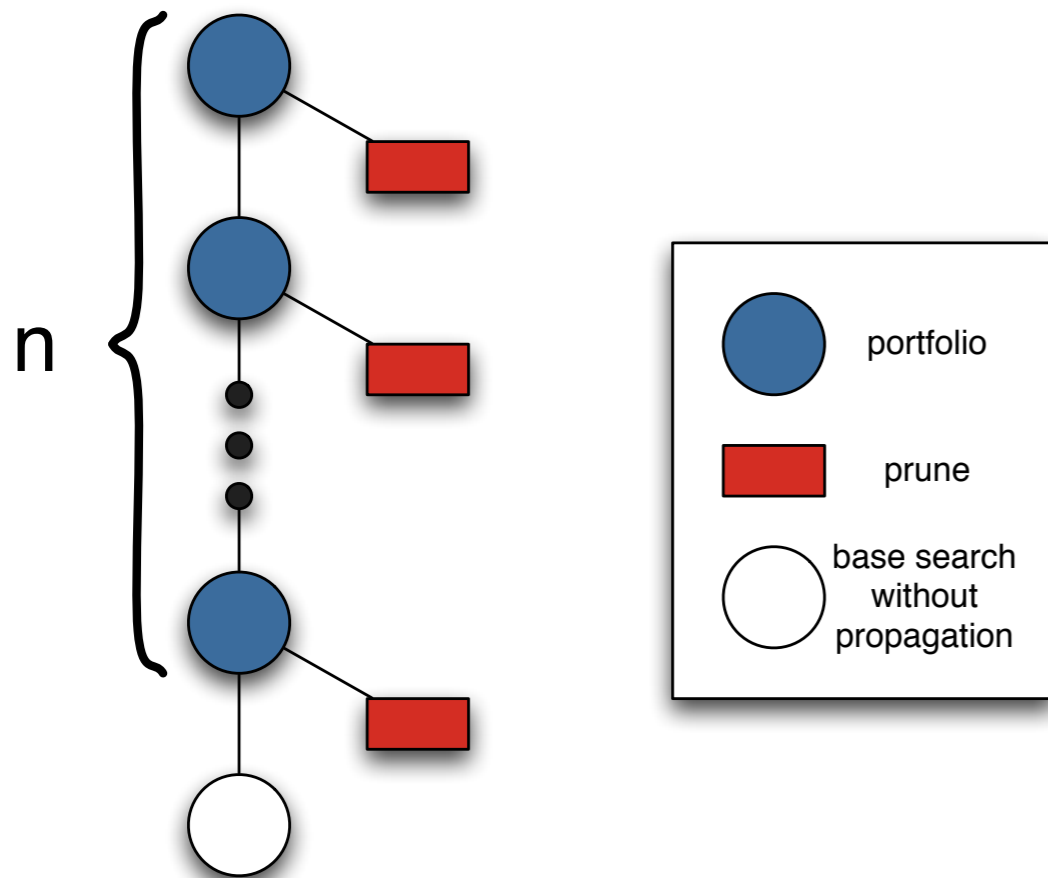 n
portfolio
prune
base search
without
propagation